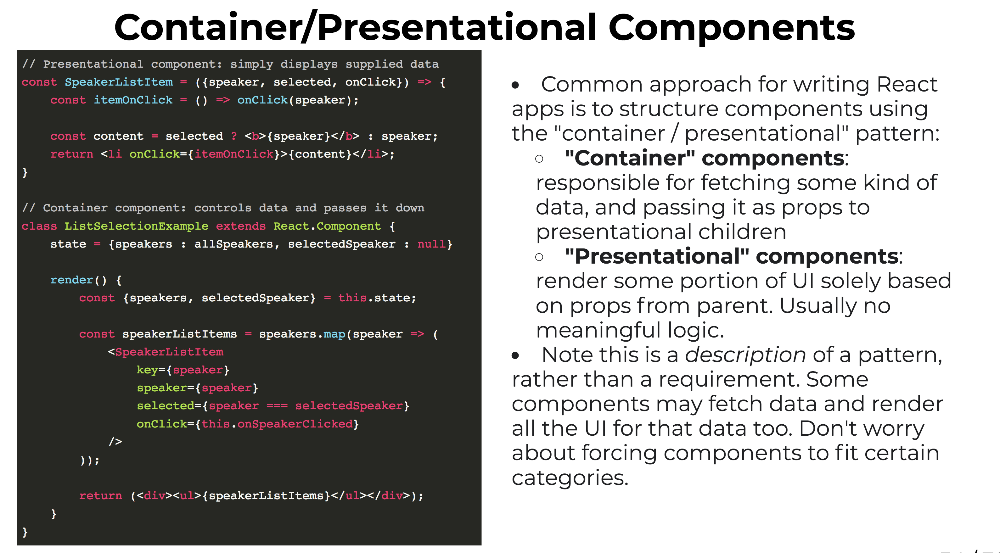 Container/Presentational Components
// Presentational component: simply displays supplied data
const SpeakerListItem = ({speaker, selected, onClick}) => {
    const itemOnClick = () => onClick(speaker);
    const content = selected ? <b>{speaker}</b> : speaker;
    return <li onClick={itemOnClick}>{content}</li>;
}
// Container component: controls data and passes it down
class ListSelectionExample extends React.Component {
    state = {speakers : allSpeakers, selectedSpeaker : null}
    render() {
        const {speakers, selectedSpeaker} = this.state;
        const speakerListItems = speakers.map(speaker => (
            <SpeakerListItem
                key={speaker}
                speaker={speaker}
                selected={speaker === selectedSpeaker}
                onClick={this.onSpeakerClicked}
            />
        ));
        return (<div><ul>{speakerListItems}</ul></div>);
    }
}
• Common approach for writing React
apps is to structure components using
the "container / presentational" pattern:
○ "Container" components:
responsible for fetching some kind of
data, and passing it as props to
presentational children
○ "Presentational" components:
render some portion of UI solely based
on props from parent. Usually no
meaningful logic.
• Note this is a description of a pattern,
rather than a requirement. Some
components may fetch data and render
all the UI for that data too. Don't worry
about forcing components to fit certain
categories.